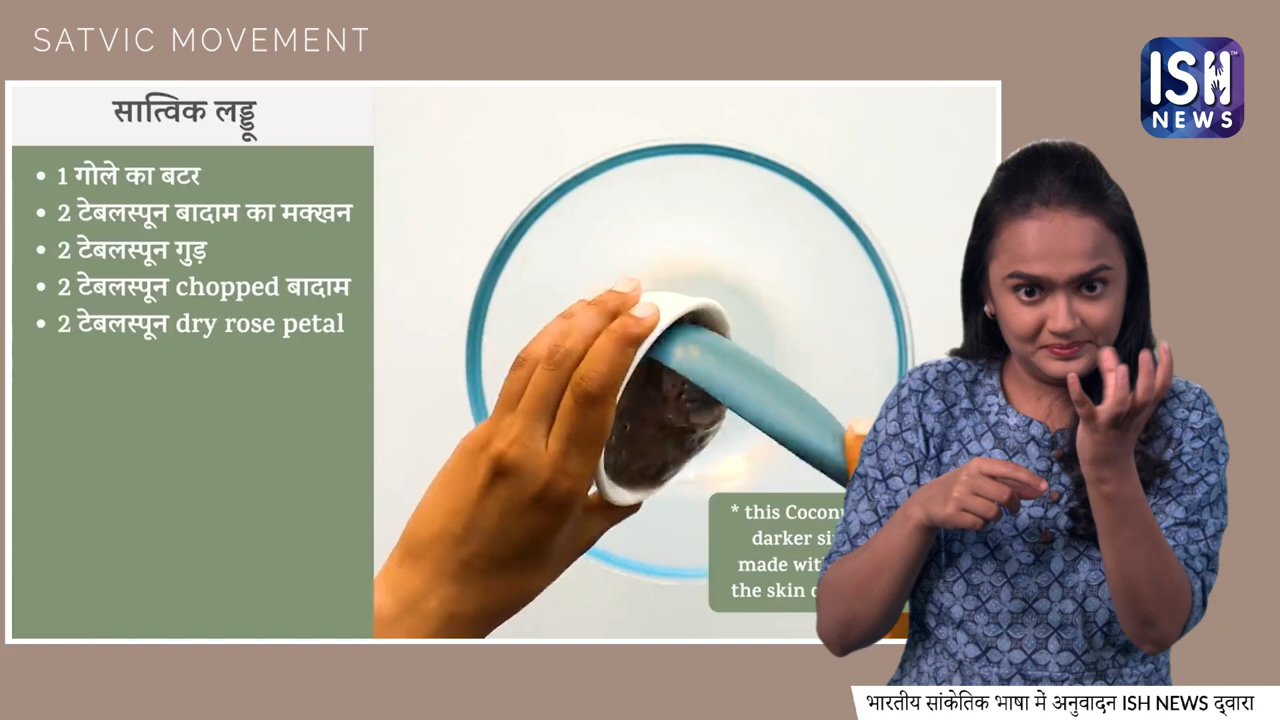 SATVIC MOVEMENT
ISH
NEWS
सात्विक लड्डू
• 1 गोले का बटर
• 2 टेबलस्पून बादाम का मक्खन
• 2 टेबलस्पून गुड़
• 2 टेबलस्पून chopped बादाम
• 2 टेबलस्पून dry rose petal
* this
darker
made
the skin
भारतीय सांकेतिक भाषा में अनुवादन ISH NEWS द्वारा